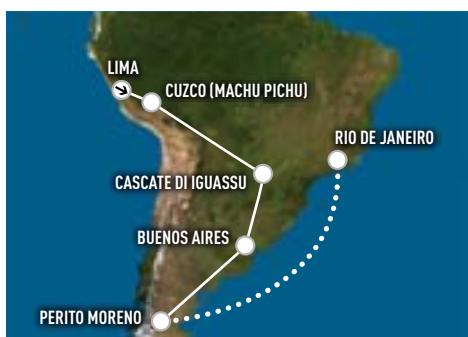 LIMA
CUZCO (MACHU PICHU)
RIO DE JANEIRO
CASCATE DI IGUASSU
BUENOS AIRES
PERITO MORENO